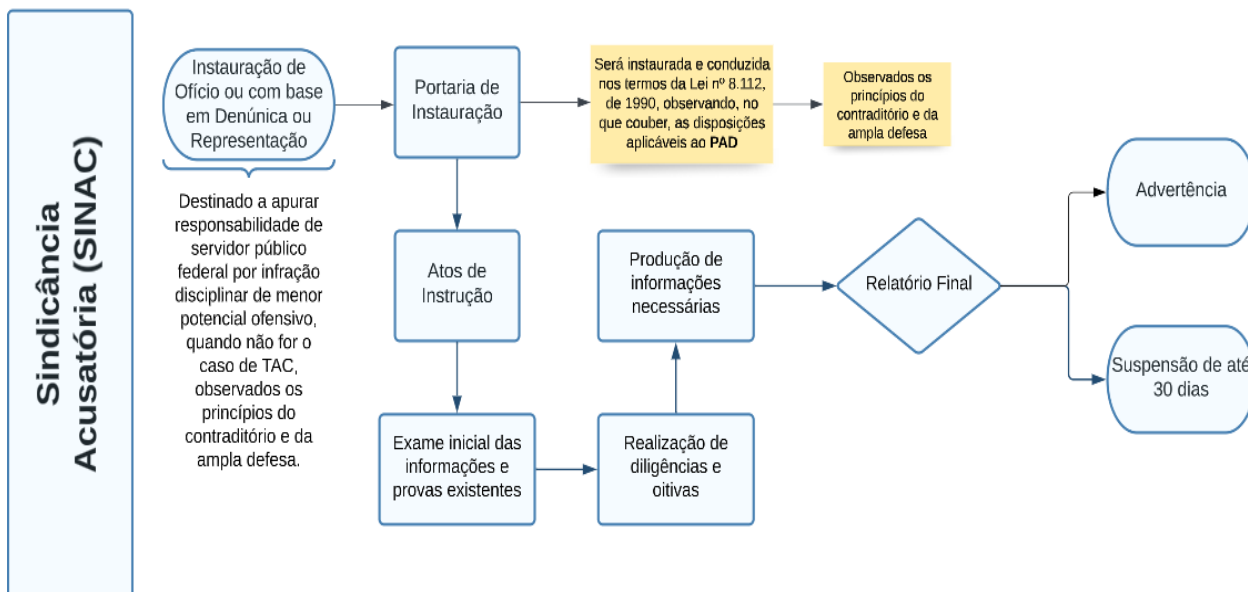 Sindicância
Acusatória (SINAC)
Instauração de
Ofício ou com base
em Denúnica ou
Representação
Destinado a apurar
responsabilidade de
servidor público
federal por infração
disciplinar de menor
potencial ofensivo,
quando não for o
caso de TAC,
observados os
princípios do
contraditório e da
ampla defesa.
Portaria de
Instauração
Será instaurada e conduzida
nos termos da Lei nº 8.112,
de 1990, observando, no
que couber, as disposições
aplicáveis ao PAD
Observados os
princípios do
contraditório e da
ampla defesa
Atos de
Instrução
Exame inicial das
informações e
provas existentes
Realização de
diligências e
oitivas
Produção de
informações
necessárias
Relatório Final
Advertência
Suspensão de até
30 dias